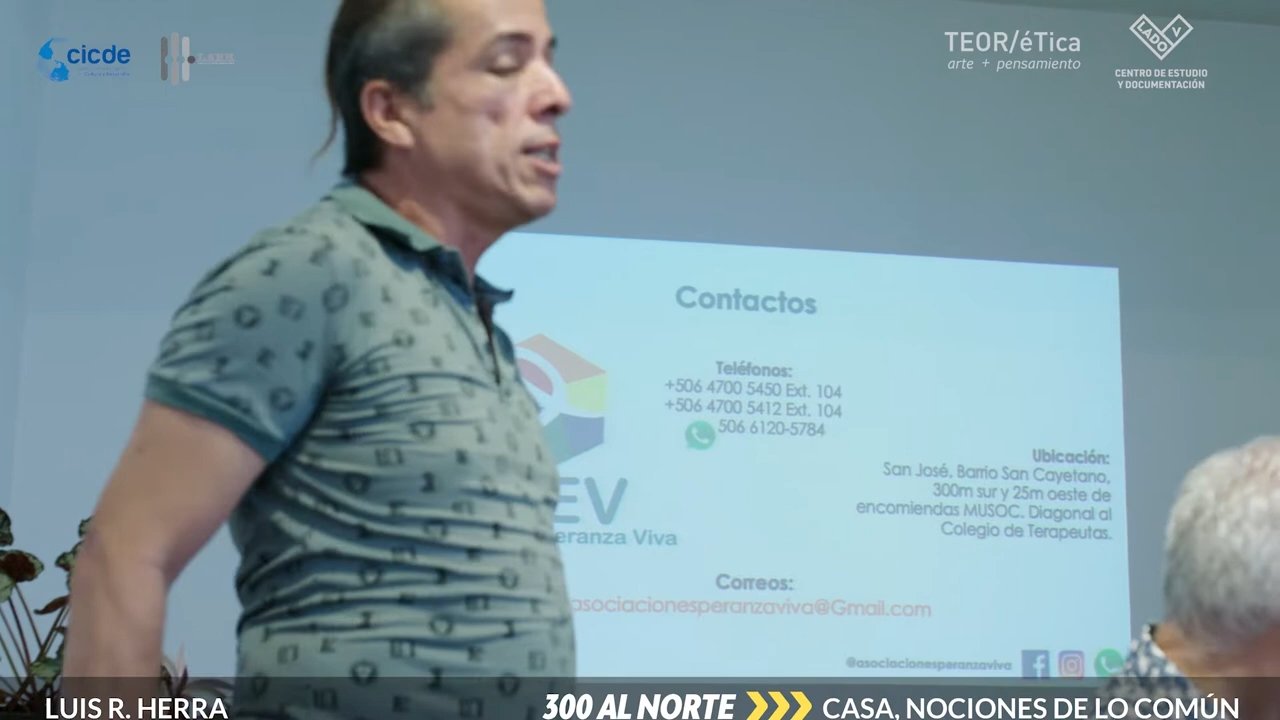 cicde
TEOR/éTica
arte + pensamiento
LADO V
CENTRO DE ESTUDIO
Y DOCUMENTACIÓN
Contactos
Teléfonos:
+506 4700 5450 Ext. 104
+506 4700 5412 Ext. 104
506 6120-5784
Ubicación:
San José, Barrio San Cayetano,
300m sur y 25m oeste de
encomiendas MUSOC. Diagonal al
Colegio de Terapeutas.
EV
eranza Viva
Correos:
asociacionesperanzaviva@Gmail.com
@asociacionesperanzaviva
LUIS R. HERRA
300 AL NORTE
CASA, NOCIONES DE LO COMÚN